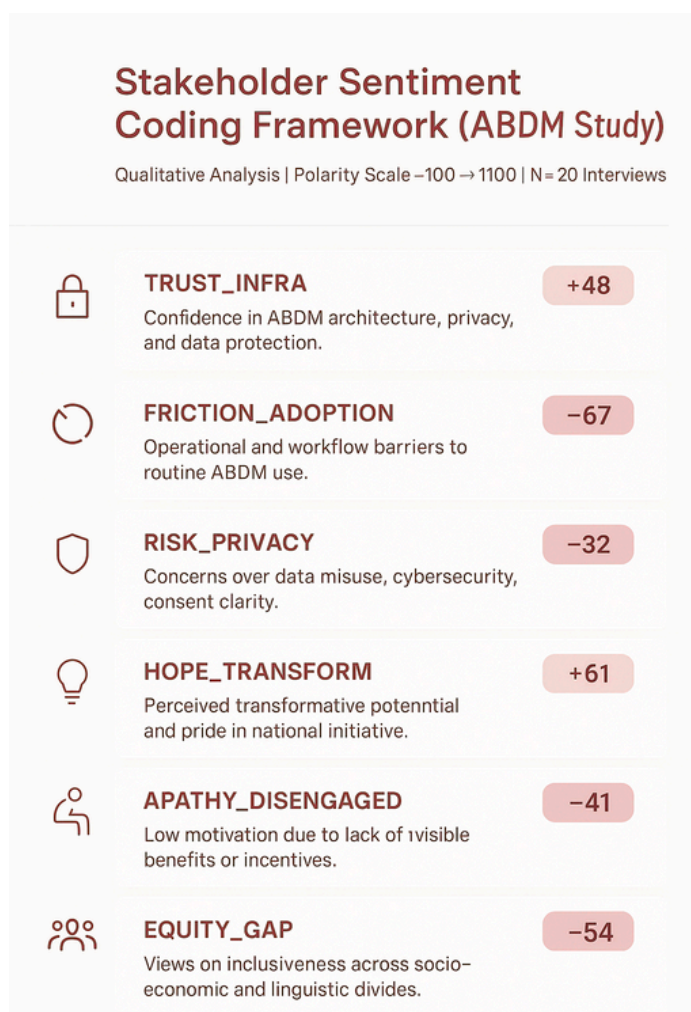 Stakeholder Sentiment
Coding Framework (ABDM Study)
Qualitative Analysis | Polarity Scale –100 → 1100 | N = 20 Interviews
TRUST_INFRA
+48
Confidence in ABDM architecture, privacy,
and data protection.
FRICTION_ADOPTION
−67
Operational and workflow barriers to
routine ABDM use.
RISK_PRIVACY
−32
Concerns over data misuse, cybersecurity,
consent clarity.
HOPE_TRANSFORM
+61
Perceived transformative potenntial
and pride in national initiative.
APATHY_DISENGAGED
−41
Low motivation due to lack of ıvisible
benefits or incentives.
EQUITY_GAP
−54
Views on inclusiveness across socio–
economic and linguistic divides.